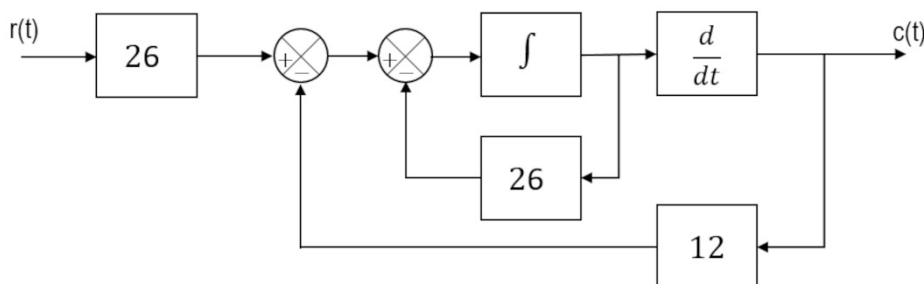 r(t)
26
+
−
+
−
∫
d
dt
c(t)
26
12